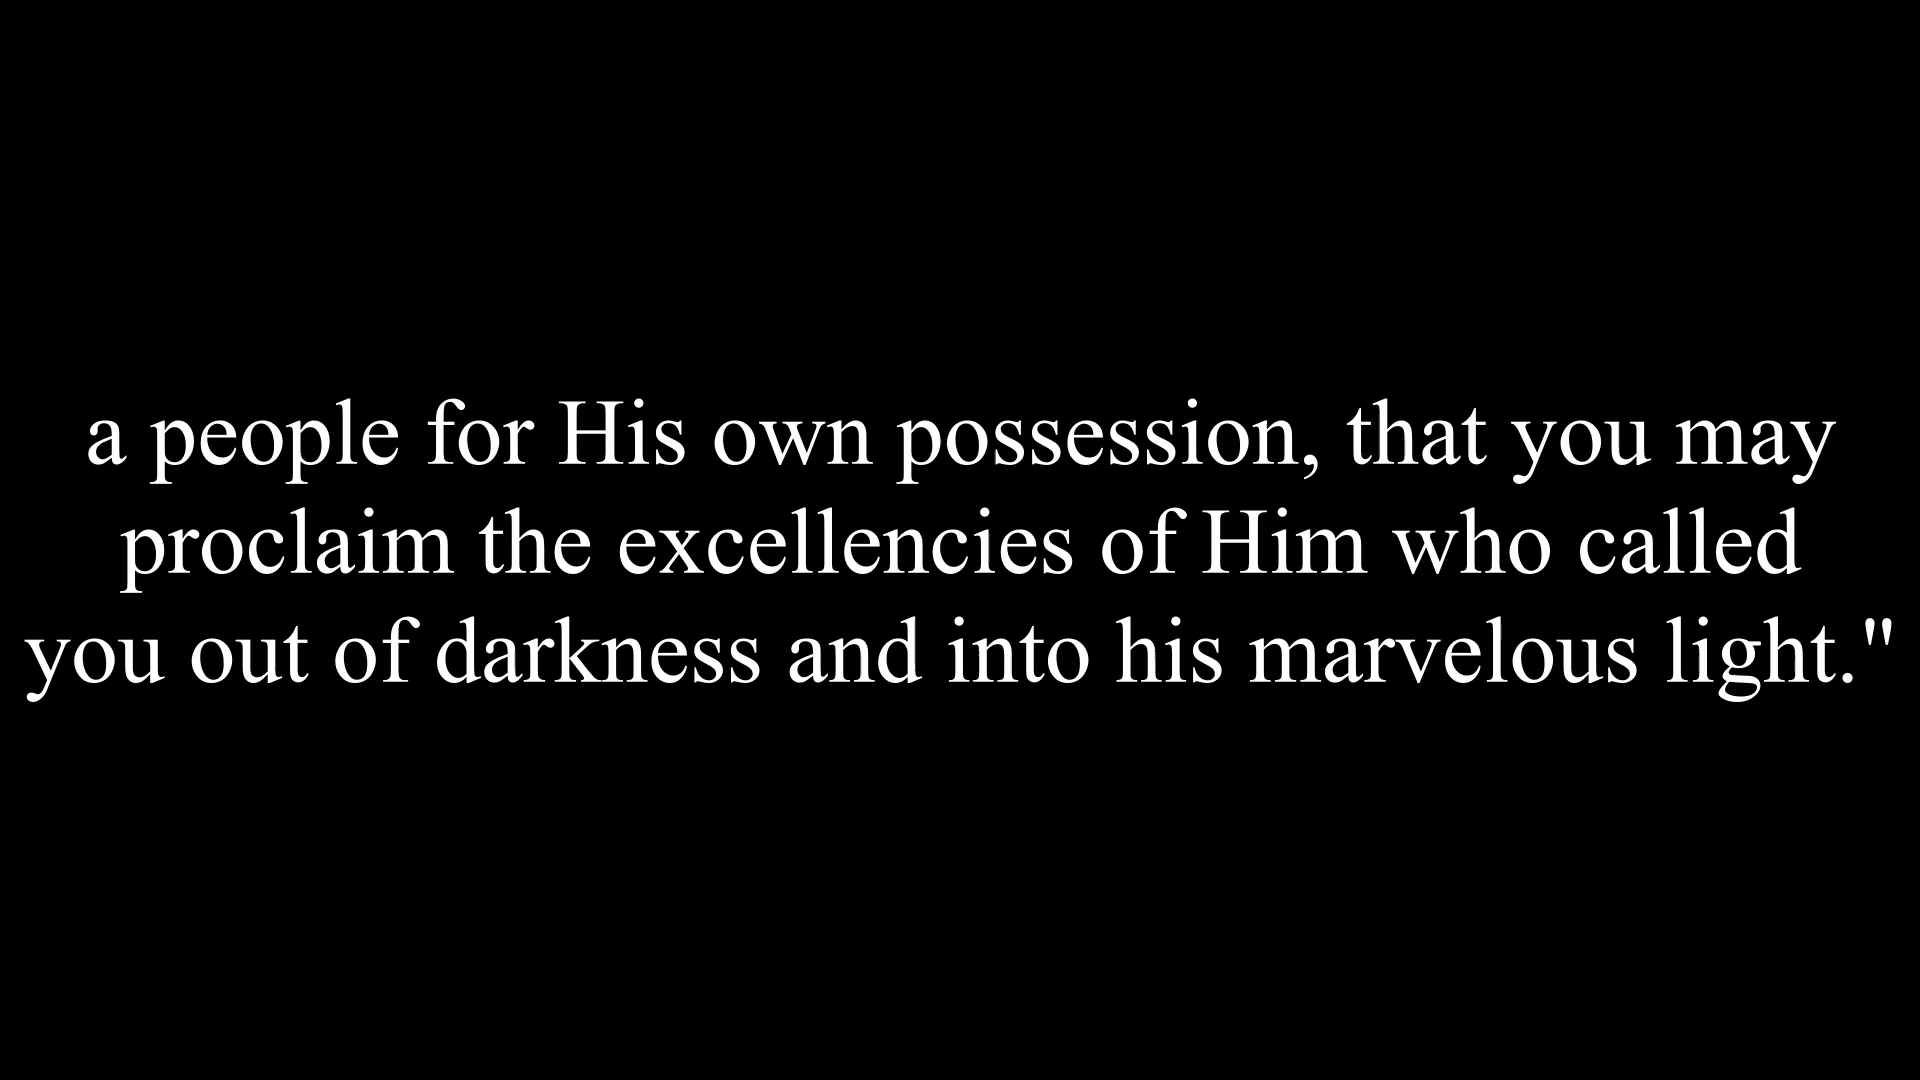 a people for His own possession, that you may
proclaim the excellencies of Him who called
you out of darkness and into his marvelous light."